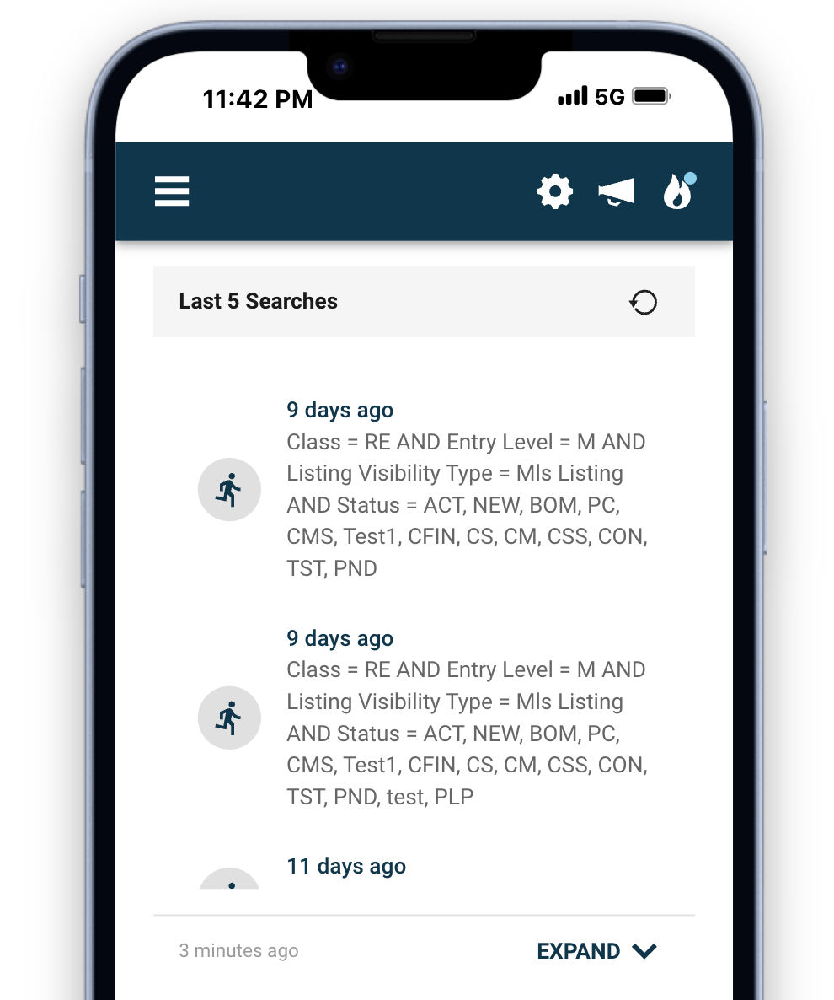 11:42 PM
5G
Last 5 Searches
9 days ago
Class = RE AND Entry Level = M AND
Listing Visibility Type = Mls Listing
AND Status = ACT, NEW, BOM, PC,
CMS, Test1, CFIN, CS, CM, CSS, CON,
TST, PND
9 days ago
Class = RE AND Entry Level = M AND
Listing Visibility Type = Mls Listing
AND Status = ACT, NEW, BOM, PC,
CMS, Test1, CFIN, CS, CM, CSS, CON,
TST, PND, test, PLP
11 days ago
3 minutes ago
EXPAND